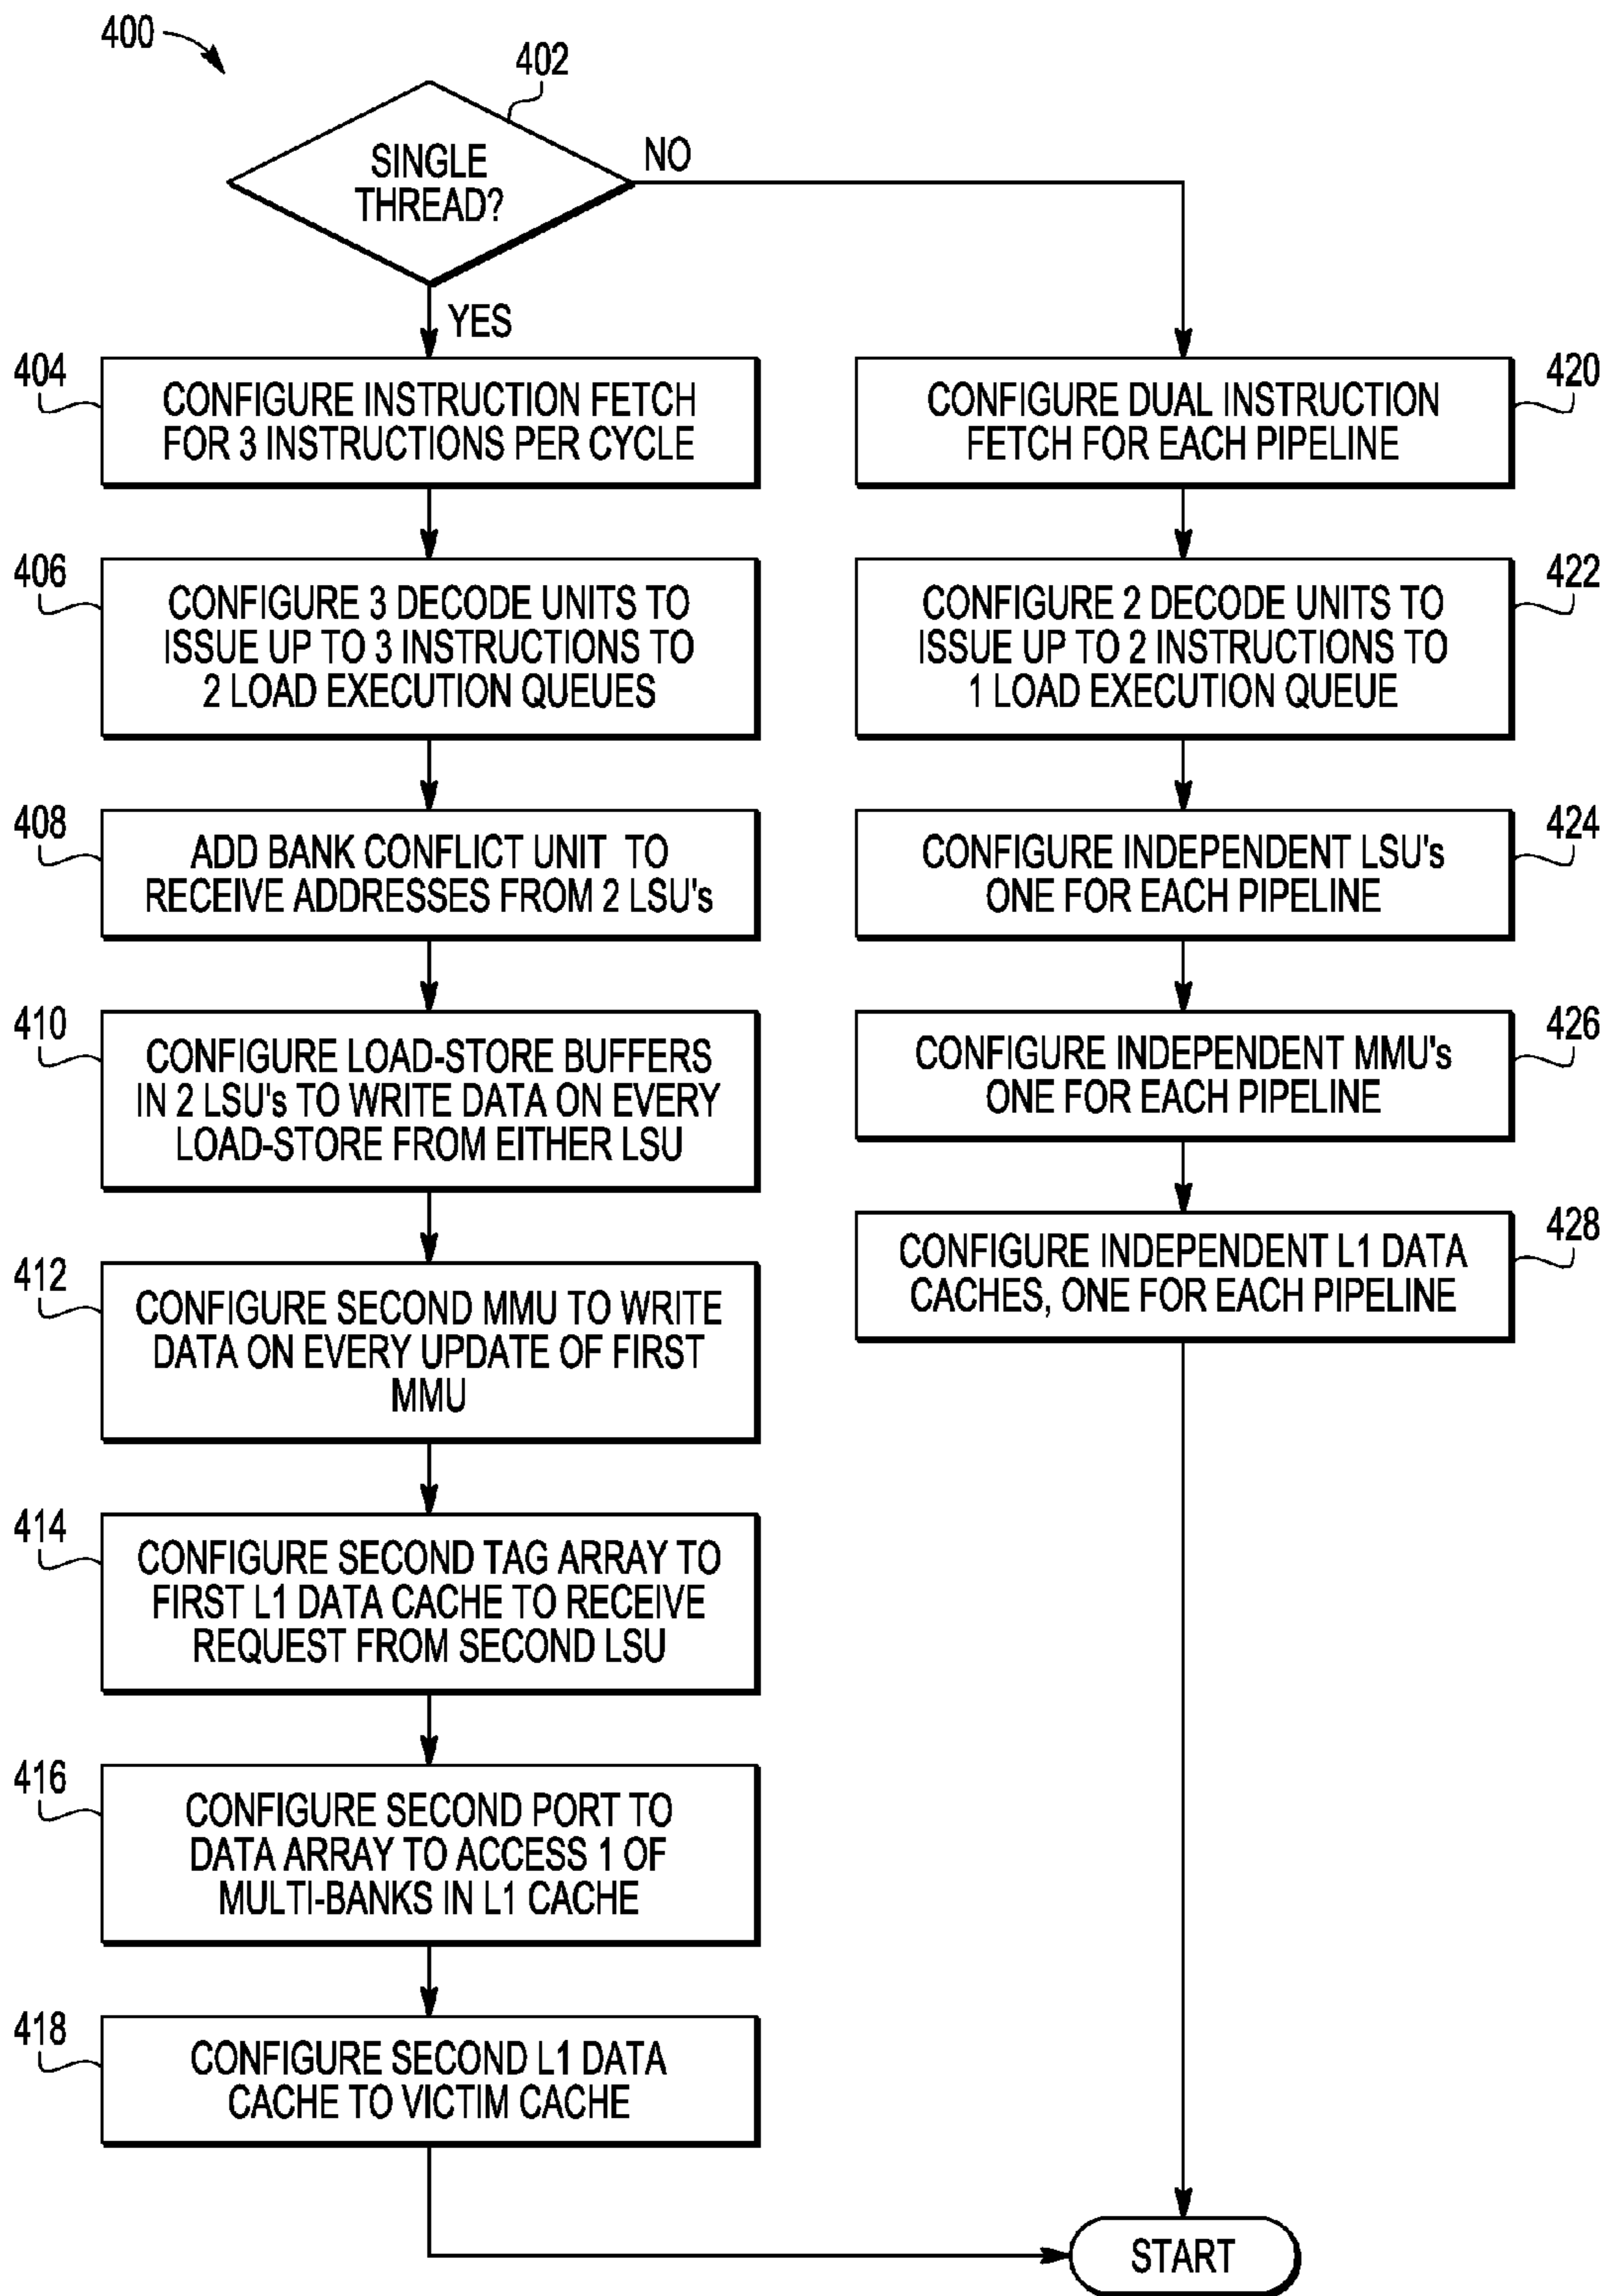 400
402
SINGLE
THREAD?
NO
YES
404
CONFIGURE INSTRUCTION FETCH
FOR 3 INSTRUCTIONS PER CYCLE
406
CONFIGURE 3 DECODE UNITS TO
ISSUE UP TO 3 INSTRUCTIONS TO
2 LOAD EXECUTION QUEUES
408
ADD BANK CONFLICT UNIT TO
RECEIVE ADDRESSES FROM 2 LSU's
410
CONFIGURE LOAD-STORE BUFFERS
IN 2 LSU's TO WRITE DATA ON EVERY
LOAD-STORE FROM EITHER LSU
412
CONFIGURE SECOND MMU TO WRITE
DATA ON EVERY UPDATE OF FIRST
MMU
414
CONFIGURE SECOND TAG ARRAY TO
FIRST L1 DATA CACHE TO RECEIVE
REQUEST FROM SECOND LSU
416
CONFIGURE SECOND PORT TO
DATA ARRAY TO ACCESS 1 OF
MULTI-BANKS IN L1 CACHE
418
CONFIGURE SECOND L1 DATA
CACHE TO VICTIM CACHE
420
CONFIGURE DUAL INSTRUCTION
FETCH FOR EACH PIPELINE
422
CONFIGURE 2 DECODE UNITS TO
ISSUE UP TO 2 INSTRUCTIONS TO
1 LOAD EXECUTION QUEUE
424
CONFIGURE INDEPENDENT LSU's
ONE FOR EACH PIPELINE
426
CONFIGURE INDEPENDENT MMU's
ONE FOR EACH PIPELINE
428
CONFIGURE INDEPENDENT L1 DATA
CACHES, ONE FOR EACH PIPELINE
START